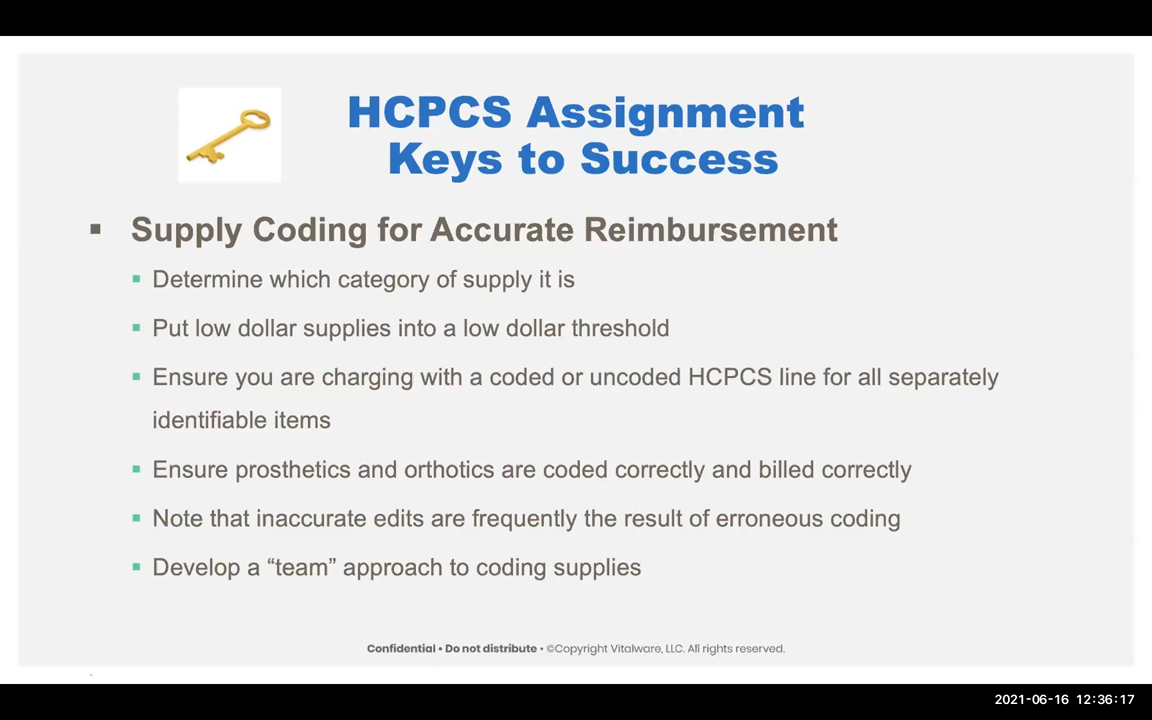 HCPCS Assignment
Keys to Success
▪ Supply Coding for Accurate Reimbursement
▪ Determine which category of supply it is
▪ Put low dollar supplies into a low dollar threshold
▪ Ensure you are charging with a coded or uncoded HCPCS line for all separately
identifiable items
▪ Ensure prosthetics and orthotics are coded correctly and billed correctly
▪ Note that inaccurate edits are frequently the result of erroneous coding
▪ Develop a “team” approach to coding supplies
Confidential • Do not distribute • ©Copyright Vitalware, LLC. All rights reserved.
2021-06-16 12:36:17